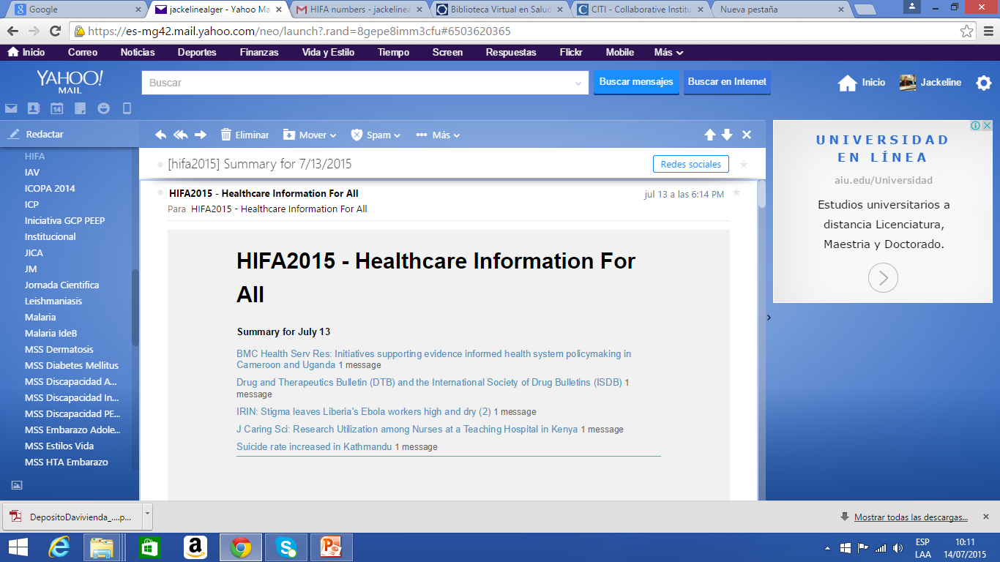 Google
jackelinealger - Yahoo Ma
HIFA numbers - jackelinea
Biblioteca Virtual en Salud
CITI - Collaborative Institu
Nueva pestaña
https://es-mg42.mail.yahoo.com/neo/launch?.rand=8gepe8imm3cfu#6503620365
Inicio Correo Noticias Deportes Finanzas Vida y Estilo Tiempo Screen Respuestas Flickr Mobile Más
YAHOO!
MAIL
Buscar
Buscar mensajes
Buscar en Internet
Inicio
Jackeline
14
Redactar
Eliminar Mover Spam Más
HIFA
IAV
ICOPA 2014
ICP
Iniciativa GCP PEEP
Institucional
JICA
JM
Jornada Cientifica
Leishmaniasis
Malaria
Malaria IdeB
MSS Dermatosis
MSS Diabetes Mellitus
MSS Discapacidad A...
MSS Discapacidad In...
MSS Discapacidad PE...
MSS Embarazo Adole...
MSS Estilos Vida
MSS HTA Embarazo
[hifa2015] Summary for 7/13/2015
Redes sociales
HIFA2015 - Healthcare Information For All
jul 13 a las 6:14 PM
Para HIFA2015 - Healthcare Information For All
HIFA2015 - Healthcare Information For
All
Summary for July 13
BMC Health Serv Res: Initiatives supporting evidence informed health system policymaking in
Cameroon and Uganda 1 message
Drug and Therapeutics Bulletin (DTB) and the International Society of Drug Bulletins (ISDB) 1
message
IRIN: Stigma leaves Liberia's Ebola workers high and dry (2) 1 message
J Caring Sci: Research Utilization among Nurses at a Teaching Hospital in Kenya 1 message
Suicide rate increased in Kathmandu 1 message
UNIVERSIDAD
EN LÍNEA
aiu.edu/Universidad
Estudios universitarios a
distancia Licenciatura,
Maestria y Doctorado.
DepositoDavivienda_....p...
Mostrar todas las descargas...
ESP
LAA
10:11
14/07/2015